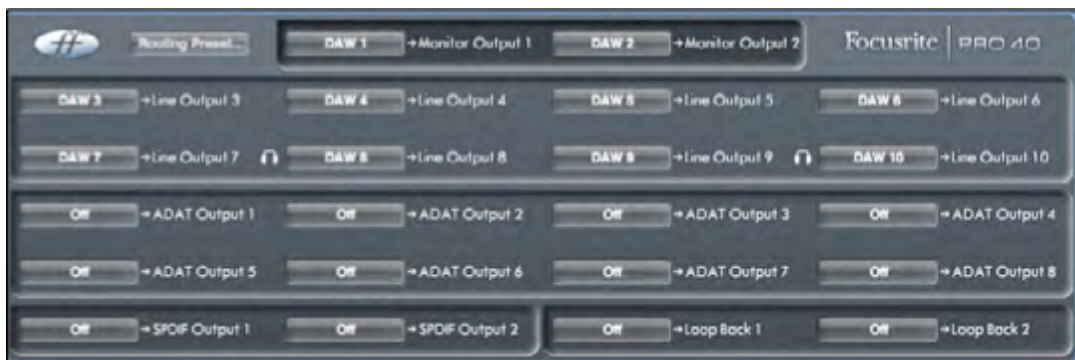 ff Routing Preset... DAW 1 →Monitor Output 1 DAW 2 →Monitor Output 2 Focusrite | PRO 40
DAW 3 →Line Output 3 DAW 4 →Line Output 4 DAW 5 →Line Output 5 DAW 6 →Line Output 6
DAW 7 →Line Output 7 DAW 8 →Line Output 8 DAW 9 →Line Output 9 DAW 10 →Line Output 10
Off →ADAT Output 1 Off →ADAT Output 2 Off →ADAT Output 3 Off →ADAT Output 4
Off →ADAT Output 5 Off →ADAT Output 6 Off →ADAT Output 7 Off →ADAT Output 8
Off →SPDIF Output 1 Off →SPDIF Output 2 Off →Loop Back 1 Off →Loop Back 2